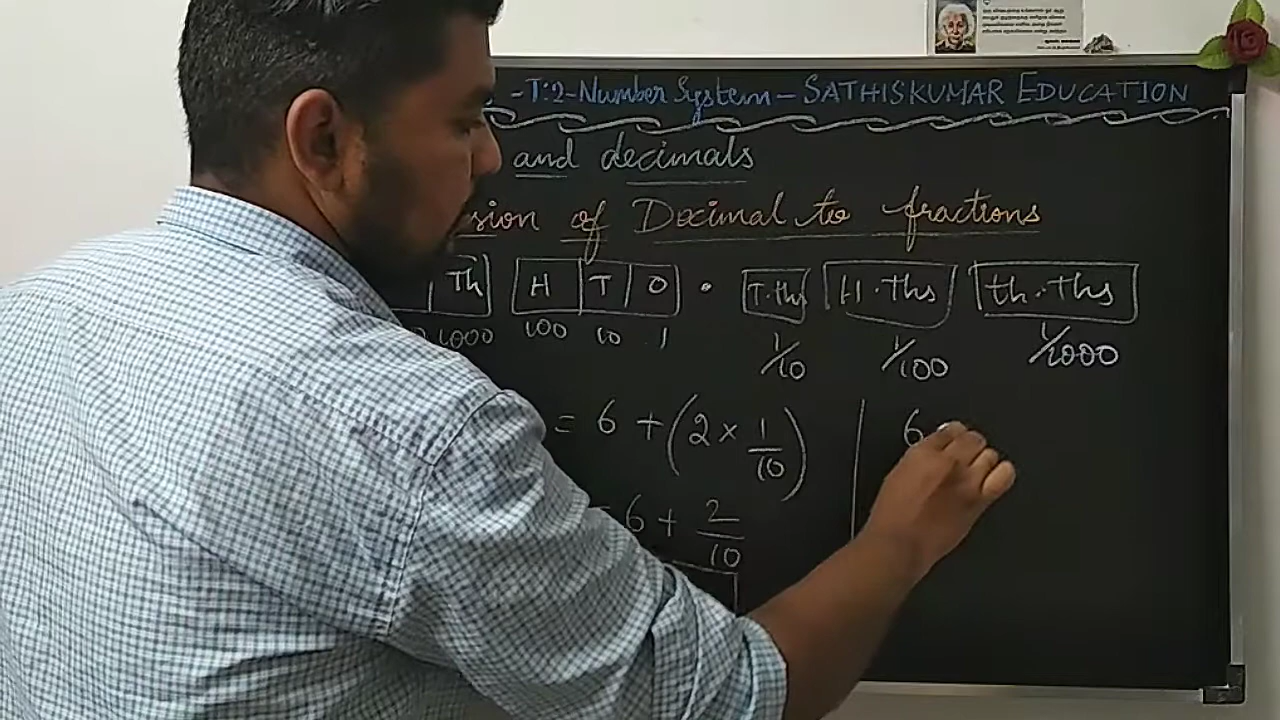 -T:2-Number System - SATHISKUMAR EDUCATION
and decimals
sion of Decimal to fractions
Th H T O . T.ths H.Ths th.Ths
1000 100 10 1 1/10 1/100 1/1000
= 6 + (2 × 1/10) 6
= 6 + 2/10